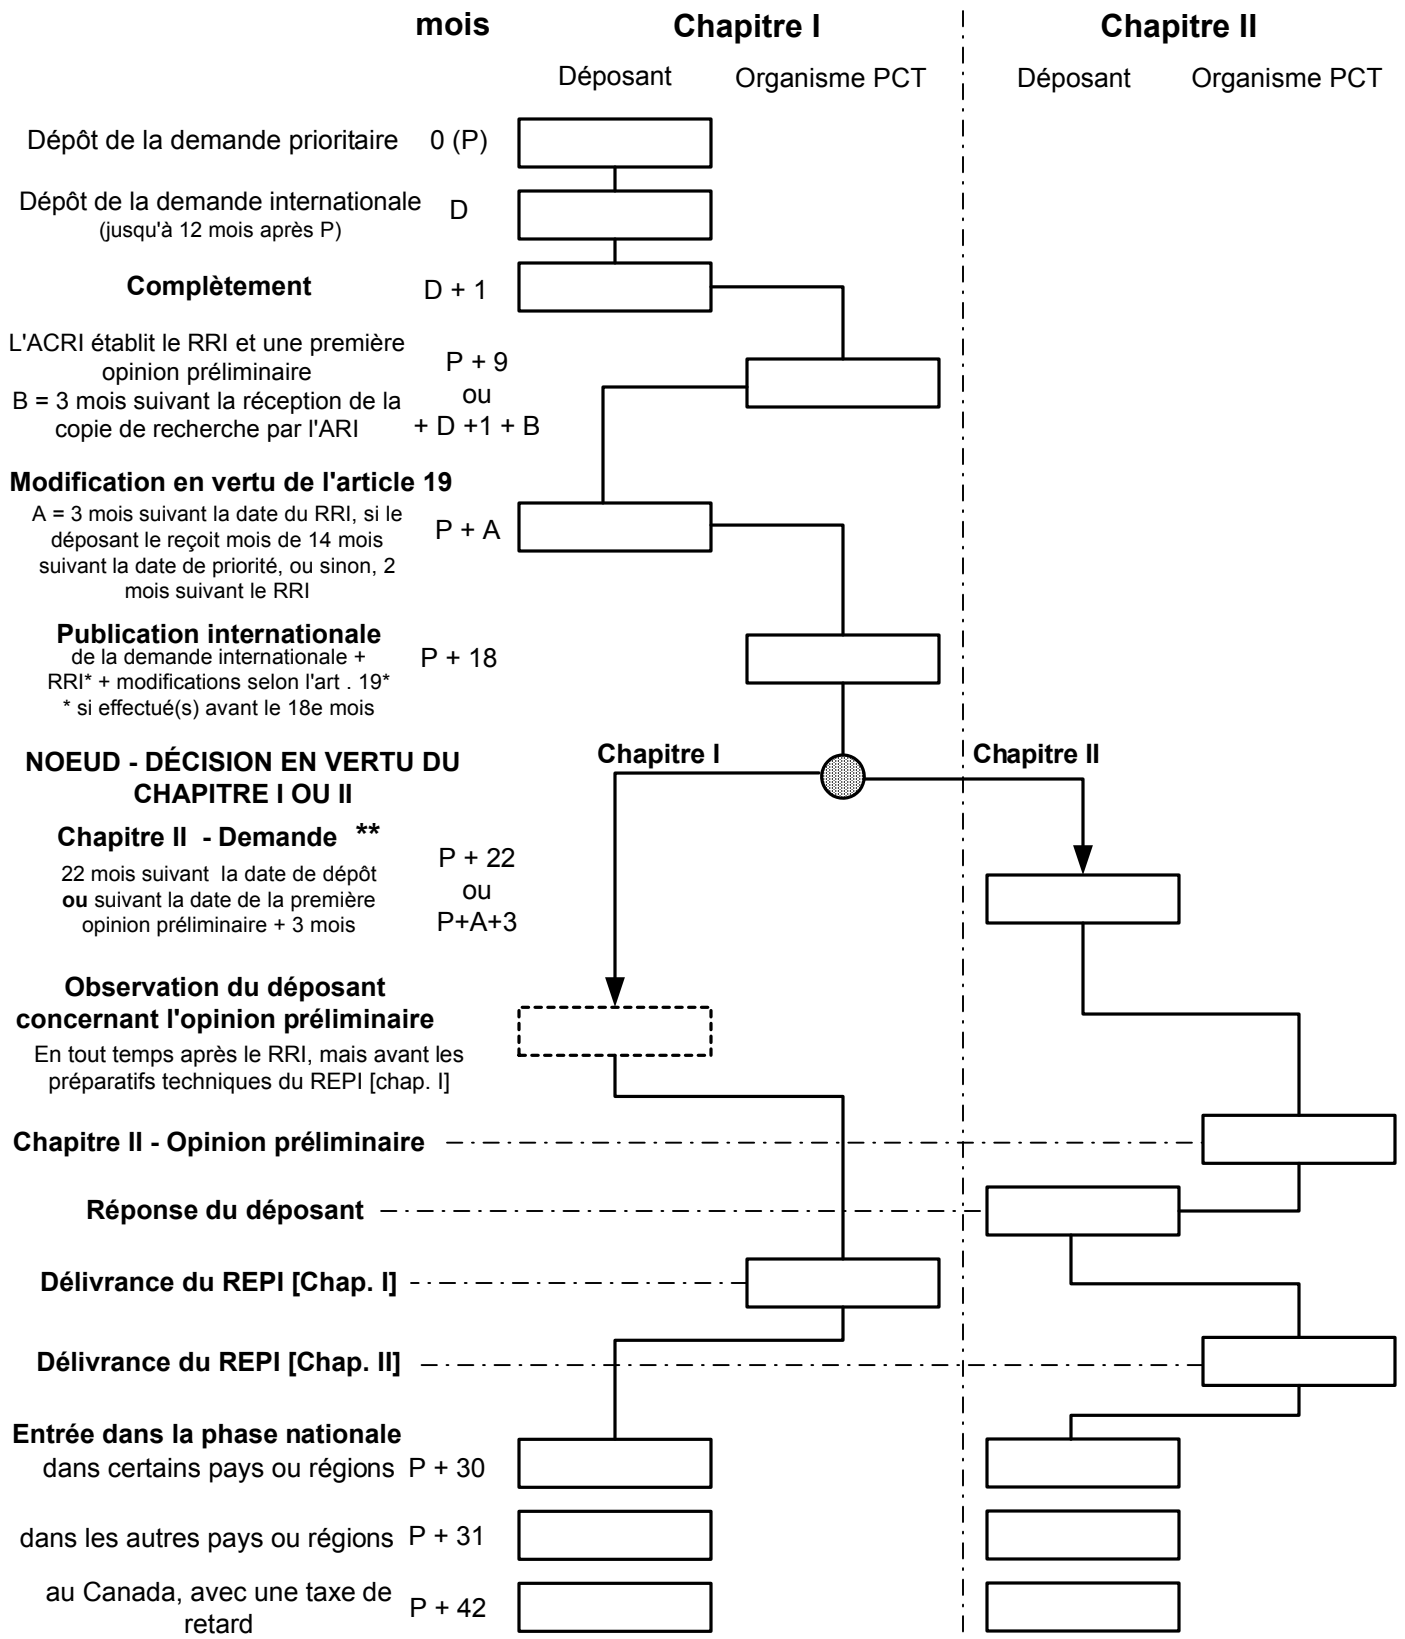 mois
Chapitre I
Chapitre II
Déposant
Organisme PCT
Déposant
Organisme PCT
Dépôt de la demande prioritaire
0 (P)
Dépôt de la demande internationale
(jusqu'à 12 mois après P)
D
Complètement
D + 1
L'ACRI établit le RRI et une première
opinion préliminaire
B = 3 mois suivant la réception de la
copie de recherche par l'ARI
P + 9
ou
+ D +1 + B
Modification en vertu de l'article 19
A = 3 mois suivant la date du RRI, si le
déposant le reçoit mois de 14 mois
suivant la date de priorité, ou sinon, 2
mois suivant le RRI
P + A
Publication internationale
de la demande internationale +
RRI* + modifications selon l'art . 19*
* si effectué(s) avant le 18e mois
P + 18
NOEUD - DÉCISION EN VERTU DU
CHAPITRE I OU II
Chapitre I
Chapitre II
Chapitre II - Demande **
22 mois suivant la date de dépôt
ou suivant la date de la première
opinion préliminaire + 3 mois
P + 22
ou
P+A+3
Observation du déposant
concernant l'opinion préliminaire
En tout temps après le RRI, mais avant les
préparatifs techniques du REPI [chap. I]
Chapitre II - Opinion préliminaire
Réponse du déposant
Délivrance du REPI [Chap. I]
Délivrance du REPI [Chap. II]
Entrée dans la phase nationale
dans certains pays ou régions
P + 30
dans les autres pays ou régions
P + 31
au Canada, avec une taxe de
retard
P + 42